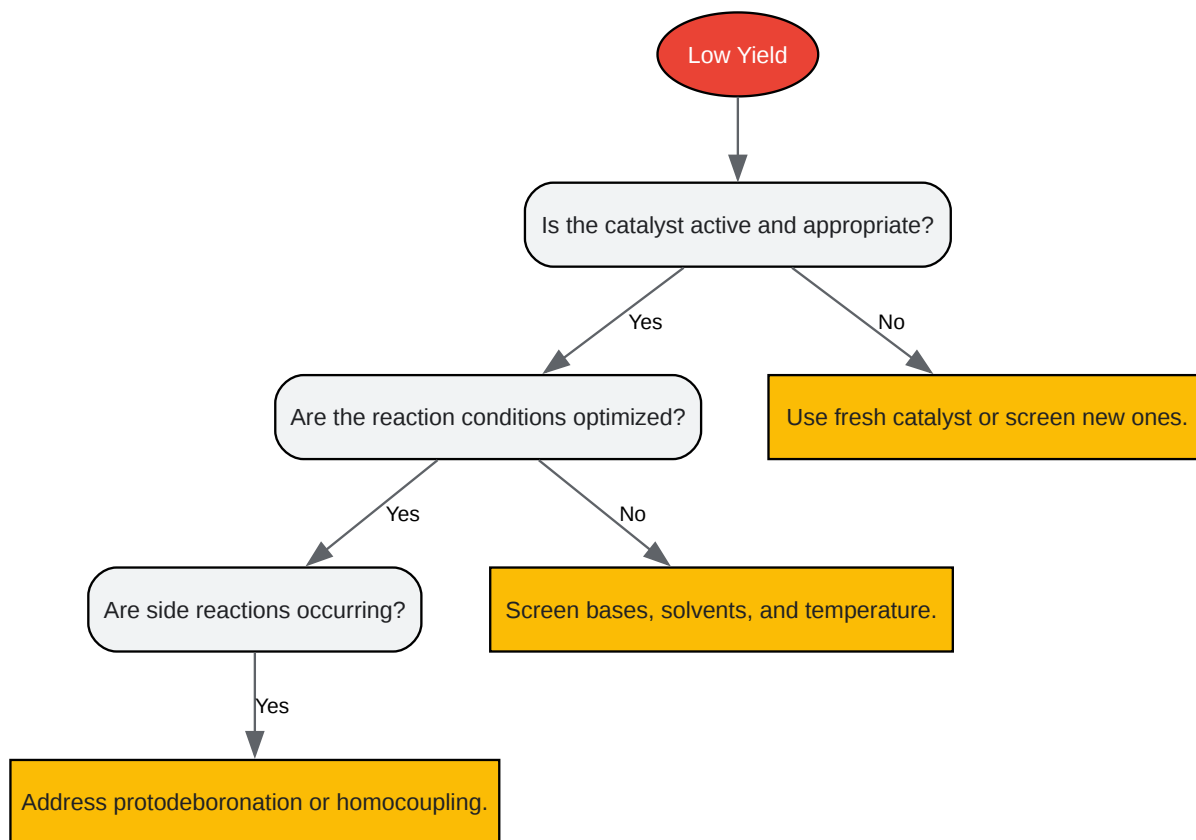 Low Yield
Is the catalyst active and appropriate?
Yes
No
Are the reaction conditions optimized?
Use fresh catalyst or screen new ones.
Yes
No
Are side reactions occurring?
Screen bases, solvents, and temperature.
Yes
Address protodeboronation or homocoupling.